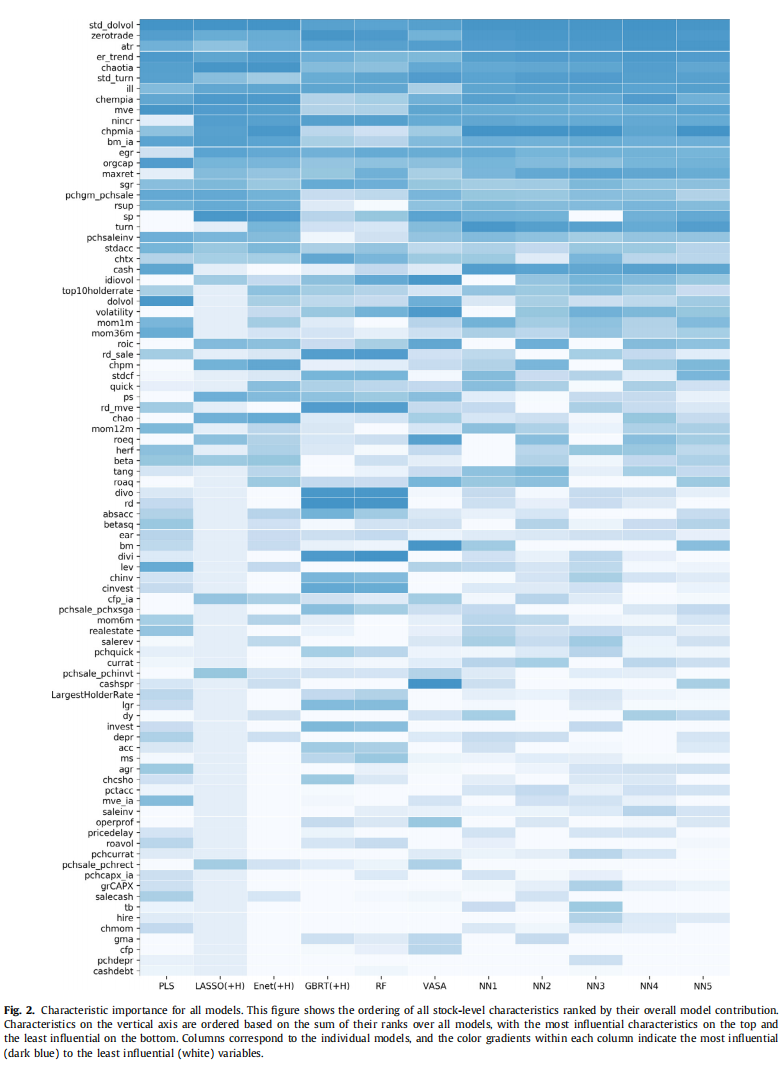 std_dolvol
zerotrade
atr
er_trend
chaotia
std_turn
ill
chempia
mve
nincr
chpmia
bm_ia
egr
orgcap
maxret
sgr
pchgm_pchsale
rsup
sp
turn
pchsaleinv
stdacc
chtx
cash
idiovol
top10holderrate
dolvol
volatility
mom1m
mom36m
roic
rd_sale
chpm
stdcf
quick
ps
rd_mve
chao
mom12m
roeq
herf
beta
tang
roaq
divo
rd
absacc
betasq
ear
bm
divi
lev
chinv
cinvest
cfp_ia
pchsale_pchxsga
mom6m
realestate
salerev
pchquick
currat
pchsale_pchinvt
cashspr
LargestHolderRate
lgr
dy
invest
depr
acc
ms
agr
chcsho
pctacc
mve_ia
saleinv
operprof
pricedelay
roavol
pchcurrat
pchsale_pchrect
pchcapx_ia
grCAPX
salecash
tb
hire
chmom
gma
cfp
pchdepr
cashdebt
PLS LASSO(+H) Enet(+H) GBRT(+H) RF VASA NN1 NN2 NN3 NN4 NN5
Fig. 2. Characteristic importance for all models. This figure shows the ordering of all stock-level characteristics ranked by their overall model contribution.
Characteristics on the vertical axis are ordered based on the sum of their ranks over all models, with the most influential characteristics on the top and
the least influential on the bottom. Columns correspond to the individual models, and the color gradients within each column indicate the most influential
(dark blue) to the least influential (white) variables.